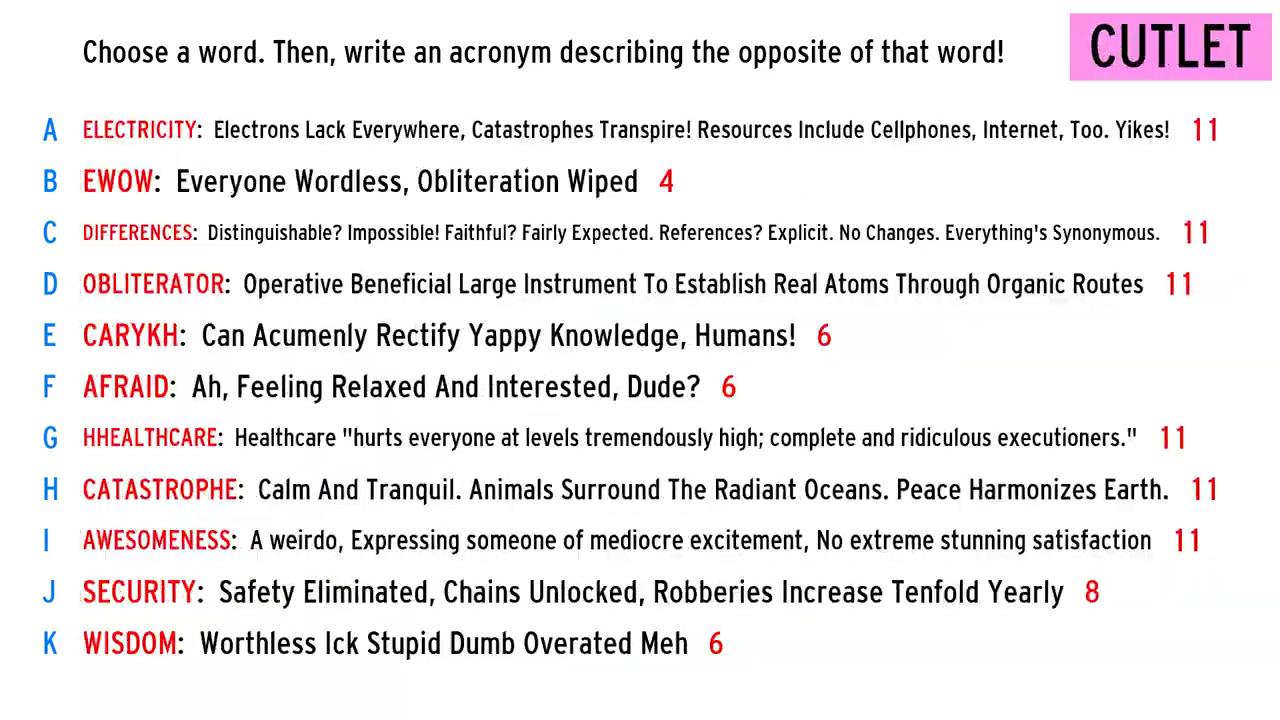 Choose a word. Then, write an acronym describing the opposite of that word! CUTLET
A ELECTRICITY: Electrons Lack Everywhere, Catastrophes Transpire! Resources Include Cellphones, Internet, Too. Yikes! 11
B EWOW: Everyone Wordless, Obliteration Wiped 4
C DIFFERENCES: Distinguishable? Impossible! Faithful? Fairly Expected. References? Explicit. No Changes. Everything's Synonymous. 11
D OBLITERATOR: Operative Beneficial Large Instrument To Establish Real Atoms Through Organic Routes 11
E CARYKH: Can Acumenly Rectify Yappy Knowledge, Humans! 6
F AFRAID: Ah, Feeling Relaxed And Interested, Dude? 6
G HHEALTHCARE: Healthcare "hurts everyone at levels tremendously high; complete and ridiculous executioners." 11
H CATASTROPHE: Calm And Tranquil. Animals Surround The Radiant Oceans. Peace Harmonizes Earth. 11
I AWESOMENESS: A weirdo, Expressing someone of mediocre excitement, No extreme stunning satisfaction 11
J SECURITY: Safety Eliminated, Chains Unlocked, Robberies Increase Tenfold Yearly 8
K WISDOM: Worthless Ick Stupid Dumb Overated Meh 6